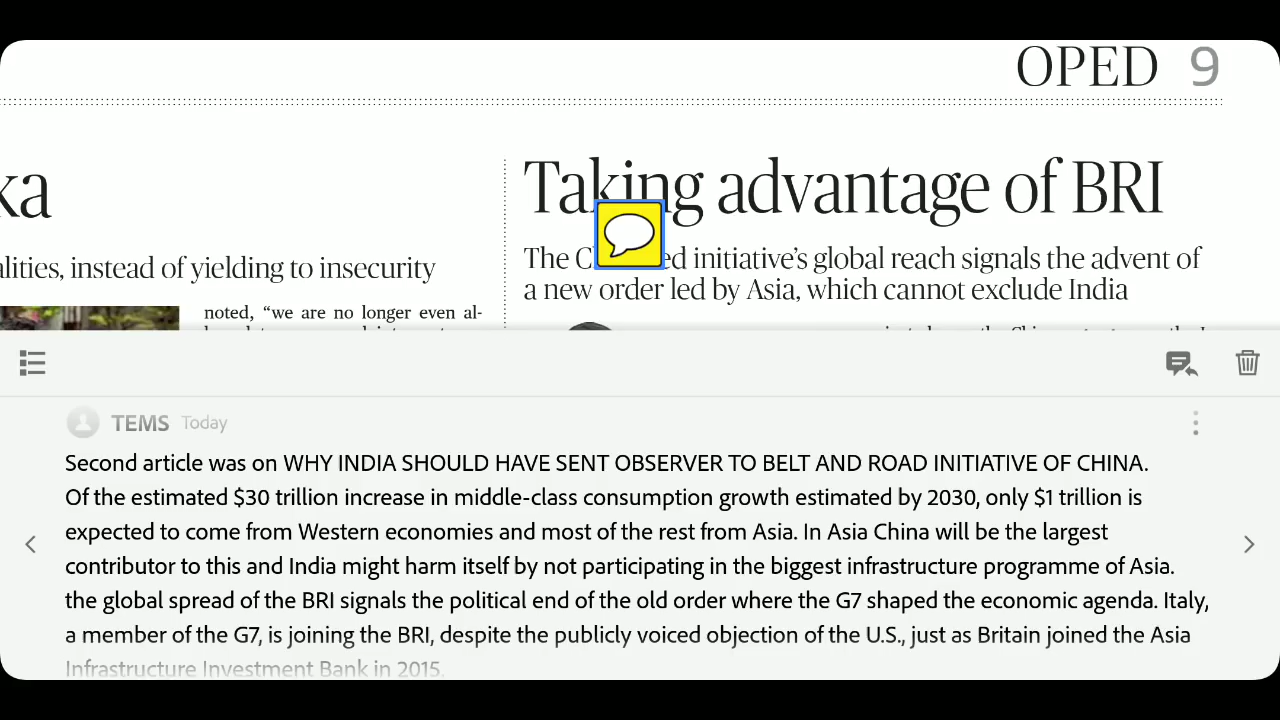 OPED 9
ka
alities, instead of yielding to insecurity
noted, “we are no longer even al-
Taking advantage of BRI
The ed initiative’s global reach signals the advent of
a new order led by Asia, which cannot exclude India
TEMS Today
Second article was on WHY INDIA SHOULD HAVE SENT OBSERVER TO BELT AND ROAD INITIATIVE OF CHINA.
Of the estimated $30 trillion increase in middle-class consumption growth estimated by 2030, only $1 trillion is
expected to come from Western economies and most of the rest from Asia. In Asia China will be the largest
contributor to this and India might harm itself by not participating in the biggest infrastructure programme of Asia.
the global spread of the BRI signals the political end of the old order where the G7 shaped the economic agenda. Italy,
a member of the G7, is joining the BRI, despite the publicly voiced objection of the U.S., just as Britain joined the Asia
Infrastructure Investment Bank in 2015.